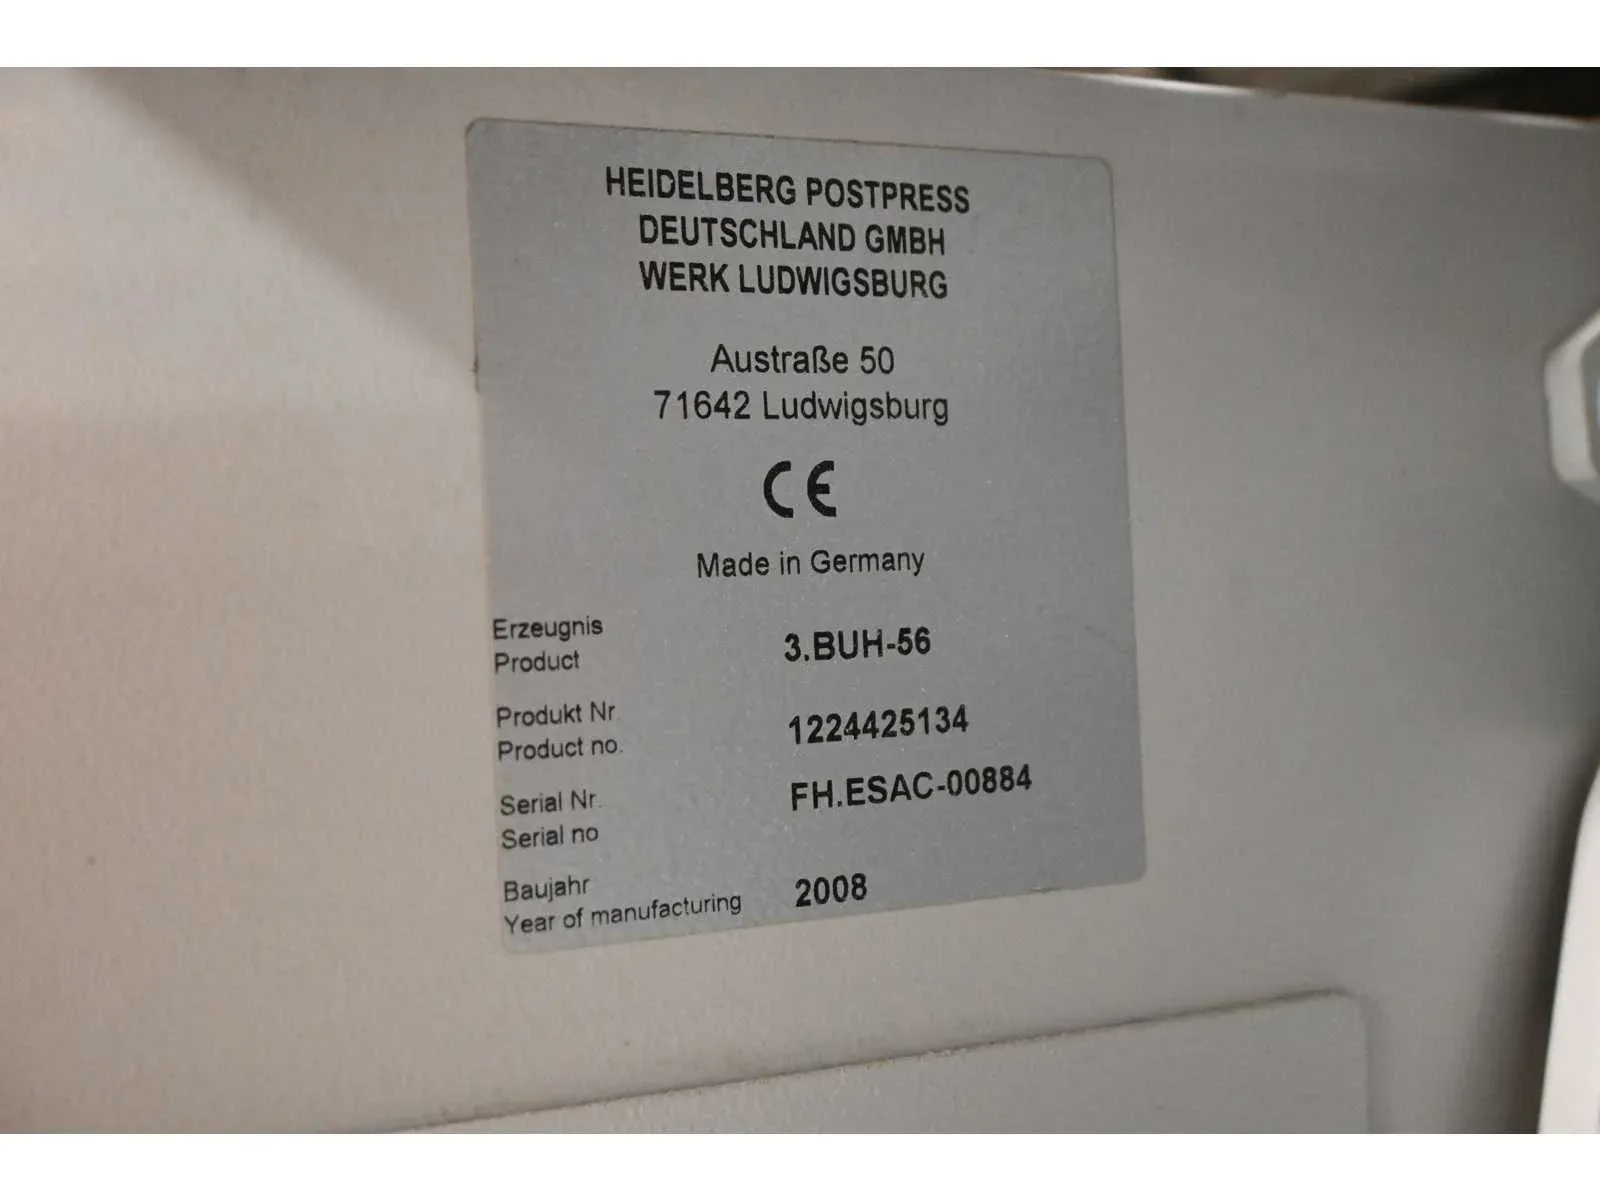 HEIDELBERG POSTPRESS
DEUTSCHLAND GMBH
WERK LUDWIGSBURG
Austraße 50
71642 Ludwigsburg
CE
Made in Germany
Erzeugnis
Product 3.BUH-56
Produkt Nr.
Product no. 1224425134
Serial Nr. FH.ESAC-00884
Serial no
Baujahr 2008
Year of manufacturing